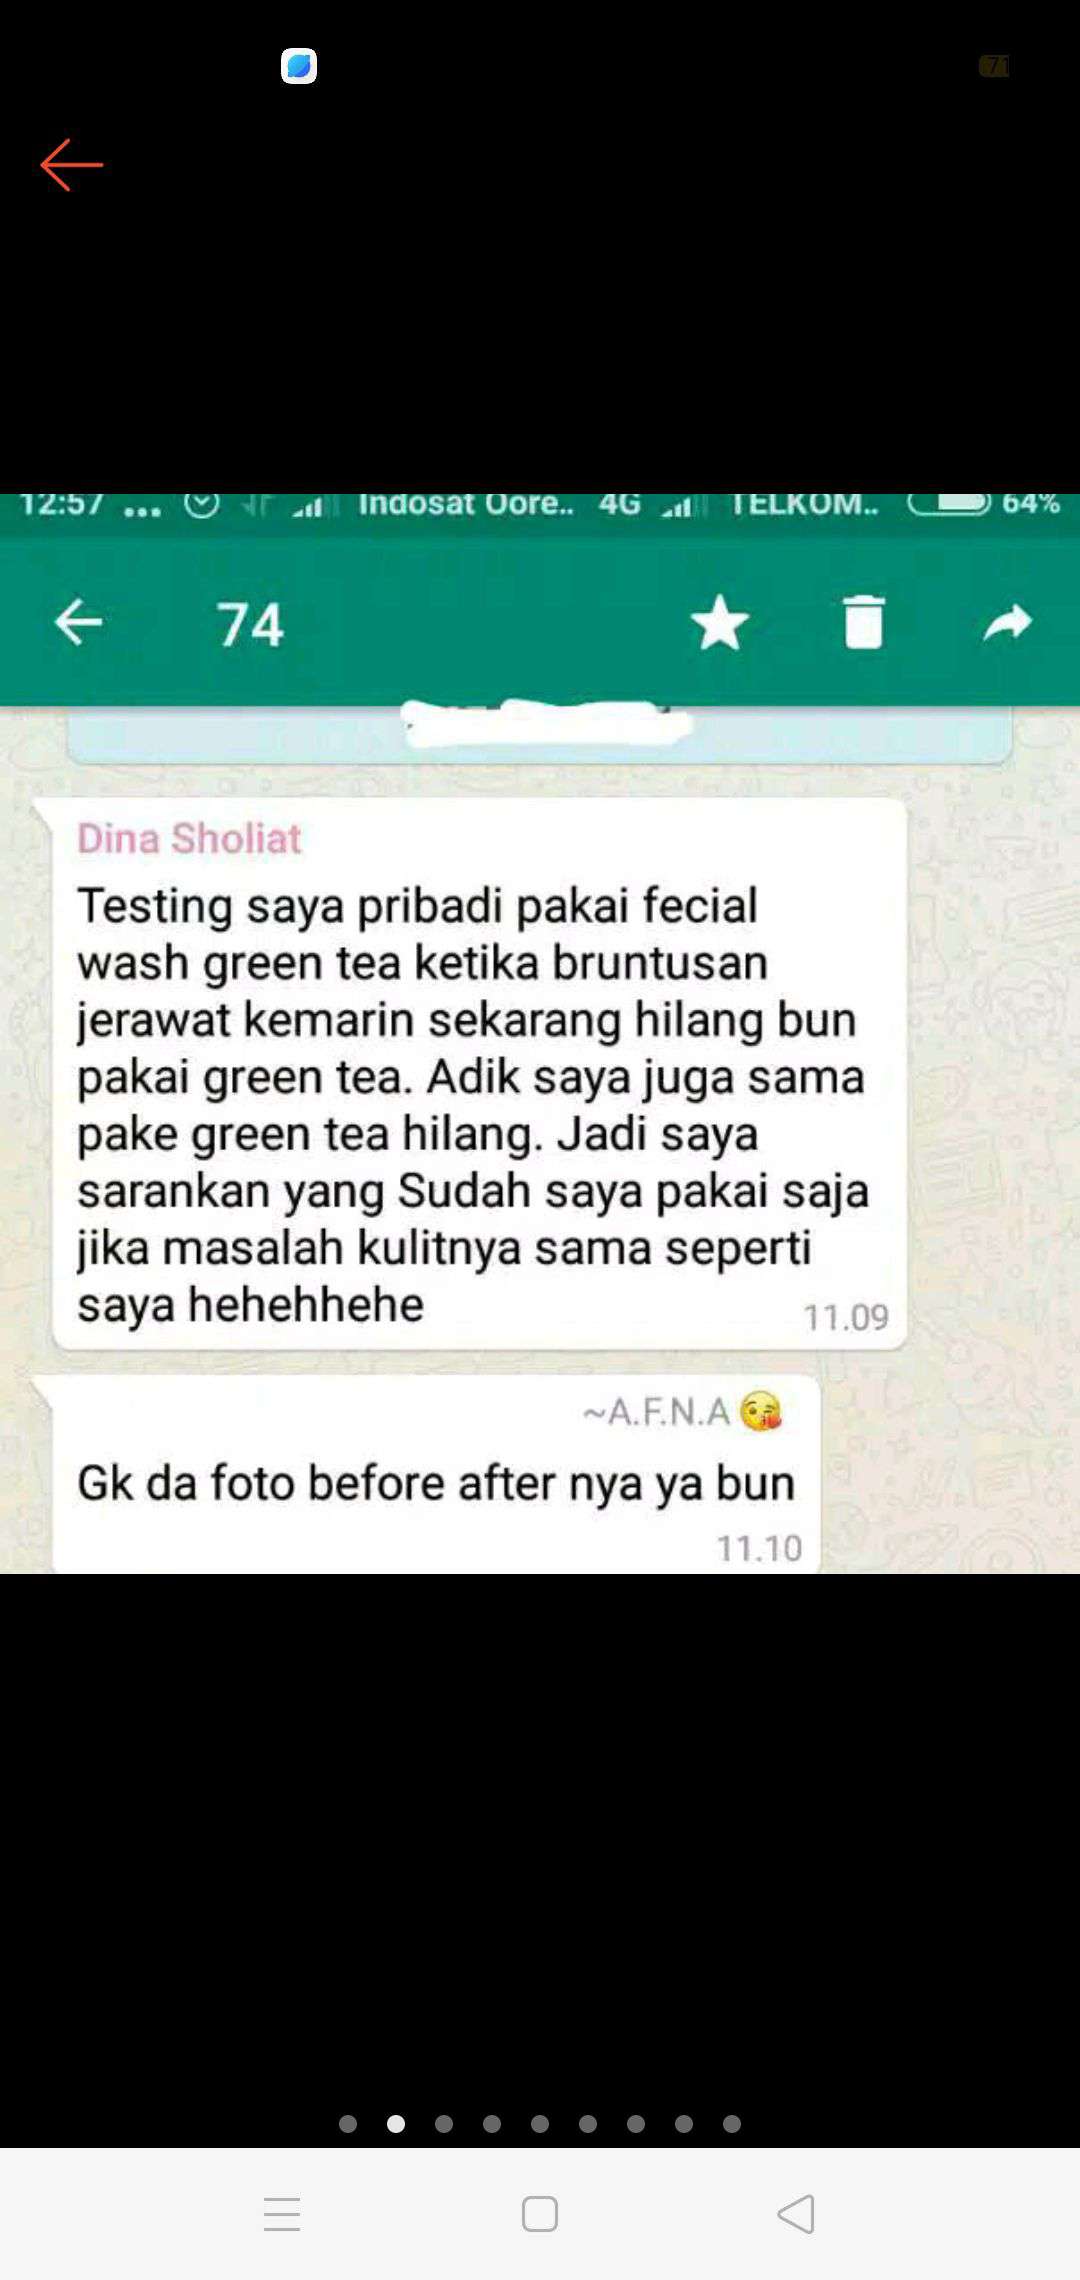 71
12:57 ... Indosat Oore.. 4G TELKOM.. 64%
74
Dina Sholiat
Testing saya pribadi pakai fecial
wash green tea ketika bruntusan
jerawat kemarin sekarang hilang bun
pakai green tea. Adik saya juga sama
pake green tea hilang. Jadi saya
sarankan yang Sudah saya pakai saja
jika masalah kulitnya sama seperti
saya hehehhehe
11.09
~A.F.N.A 😘
Gk da foto before after nya ya bun
11.10